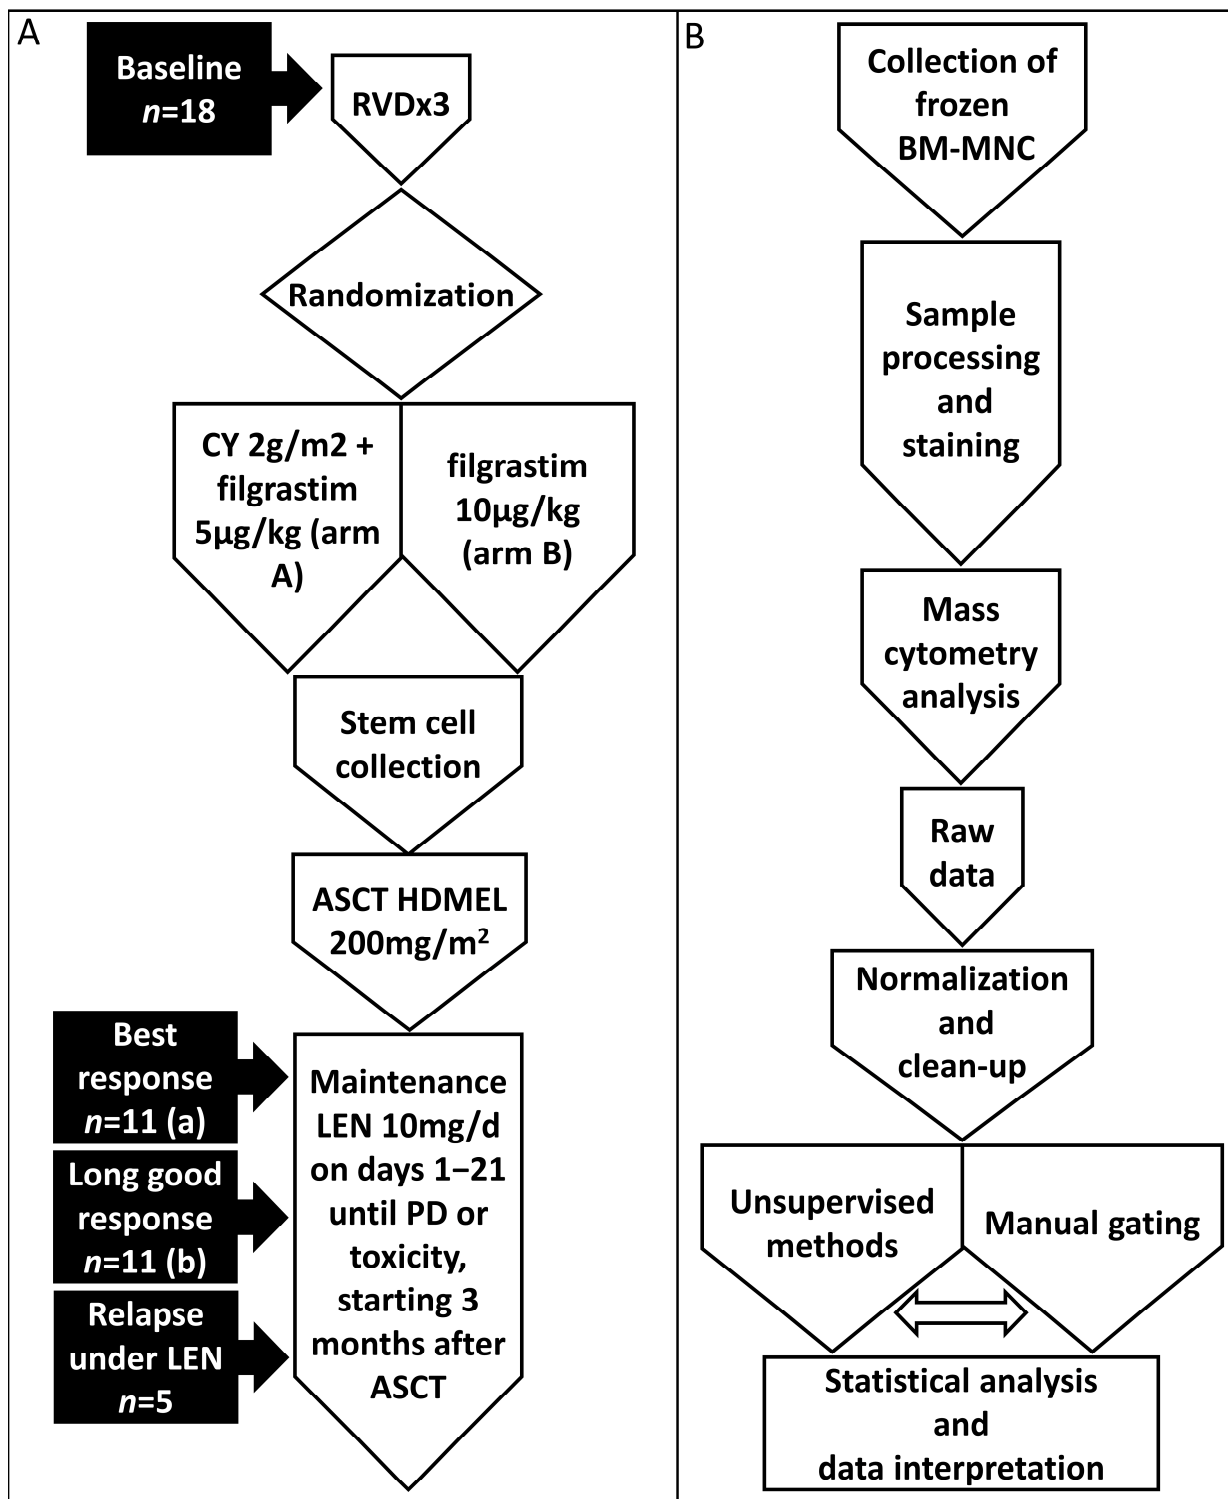 A
Baseline
n=18
RVDx3
Randomization
CY 2g/m2 +
filgrastim
5µg/kg (arm
A)
filgrastim
10µg/kg
(arm B)
Stem cell
collection
ASCT HDMEL
200mg/m²
Best
response
n=11 (a)
Long good
response
n=11 (b)
Relapse
under LEN
n=5
Maintenance
LEN 10mg/d
on days 1–21
until PD or
toxicity,
starting 3
months after
ASCT
B
Collection of
frozen
BM-MNC
Sample
processing
and
staining
Mass
cytometry
analysis
Raw
data
Normalization
and
clean-up
Unsupervised
methods
Manual gating
Statistical analysis
and
data interpretation